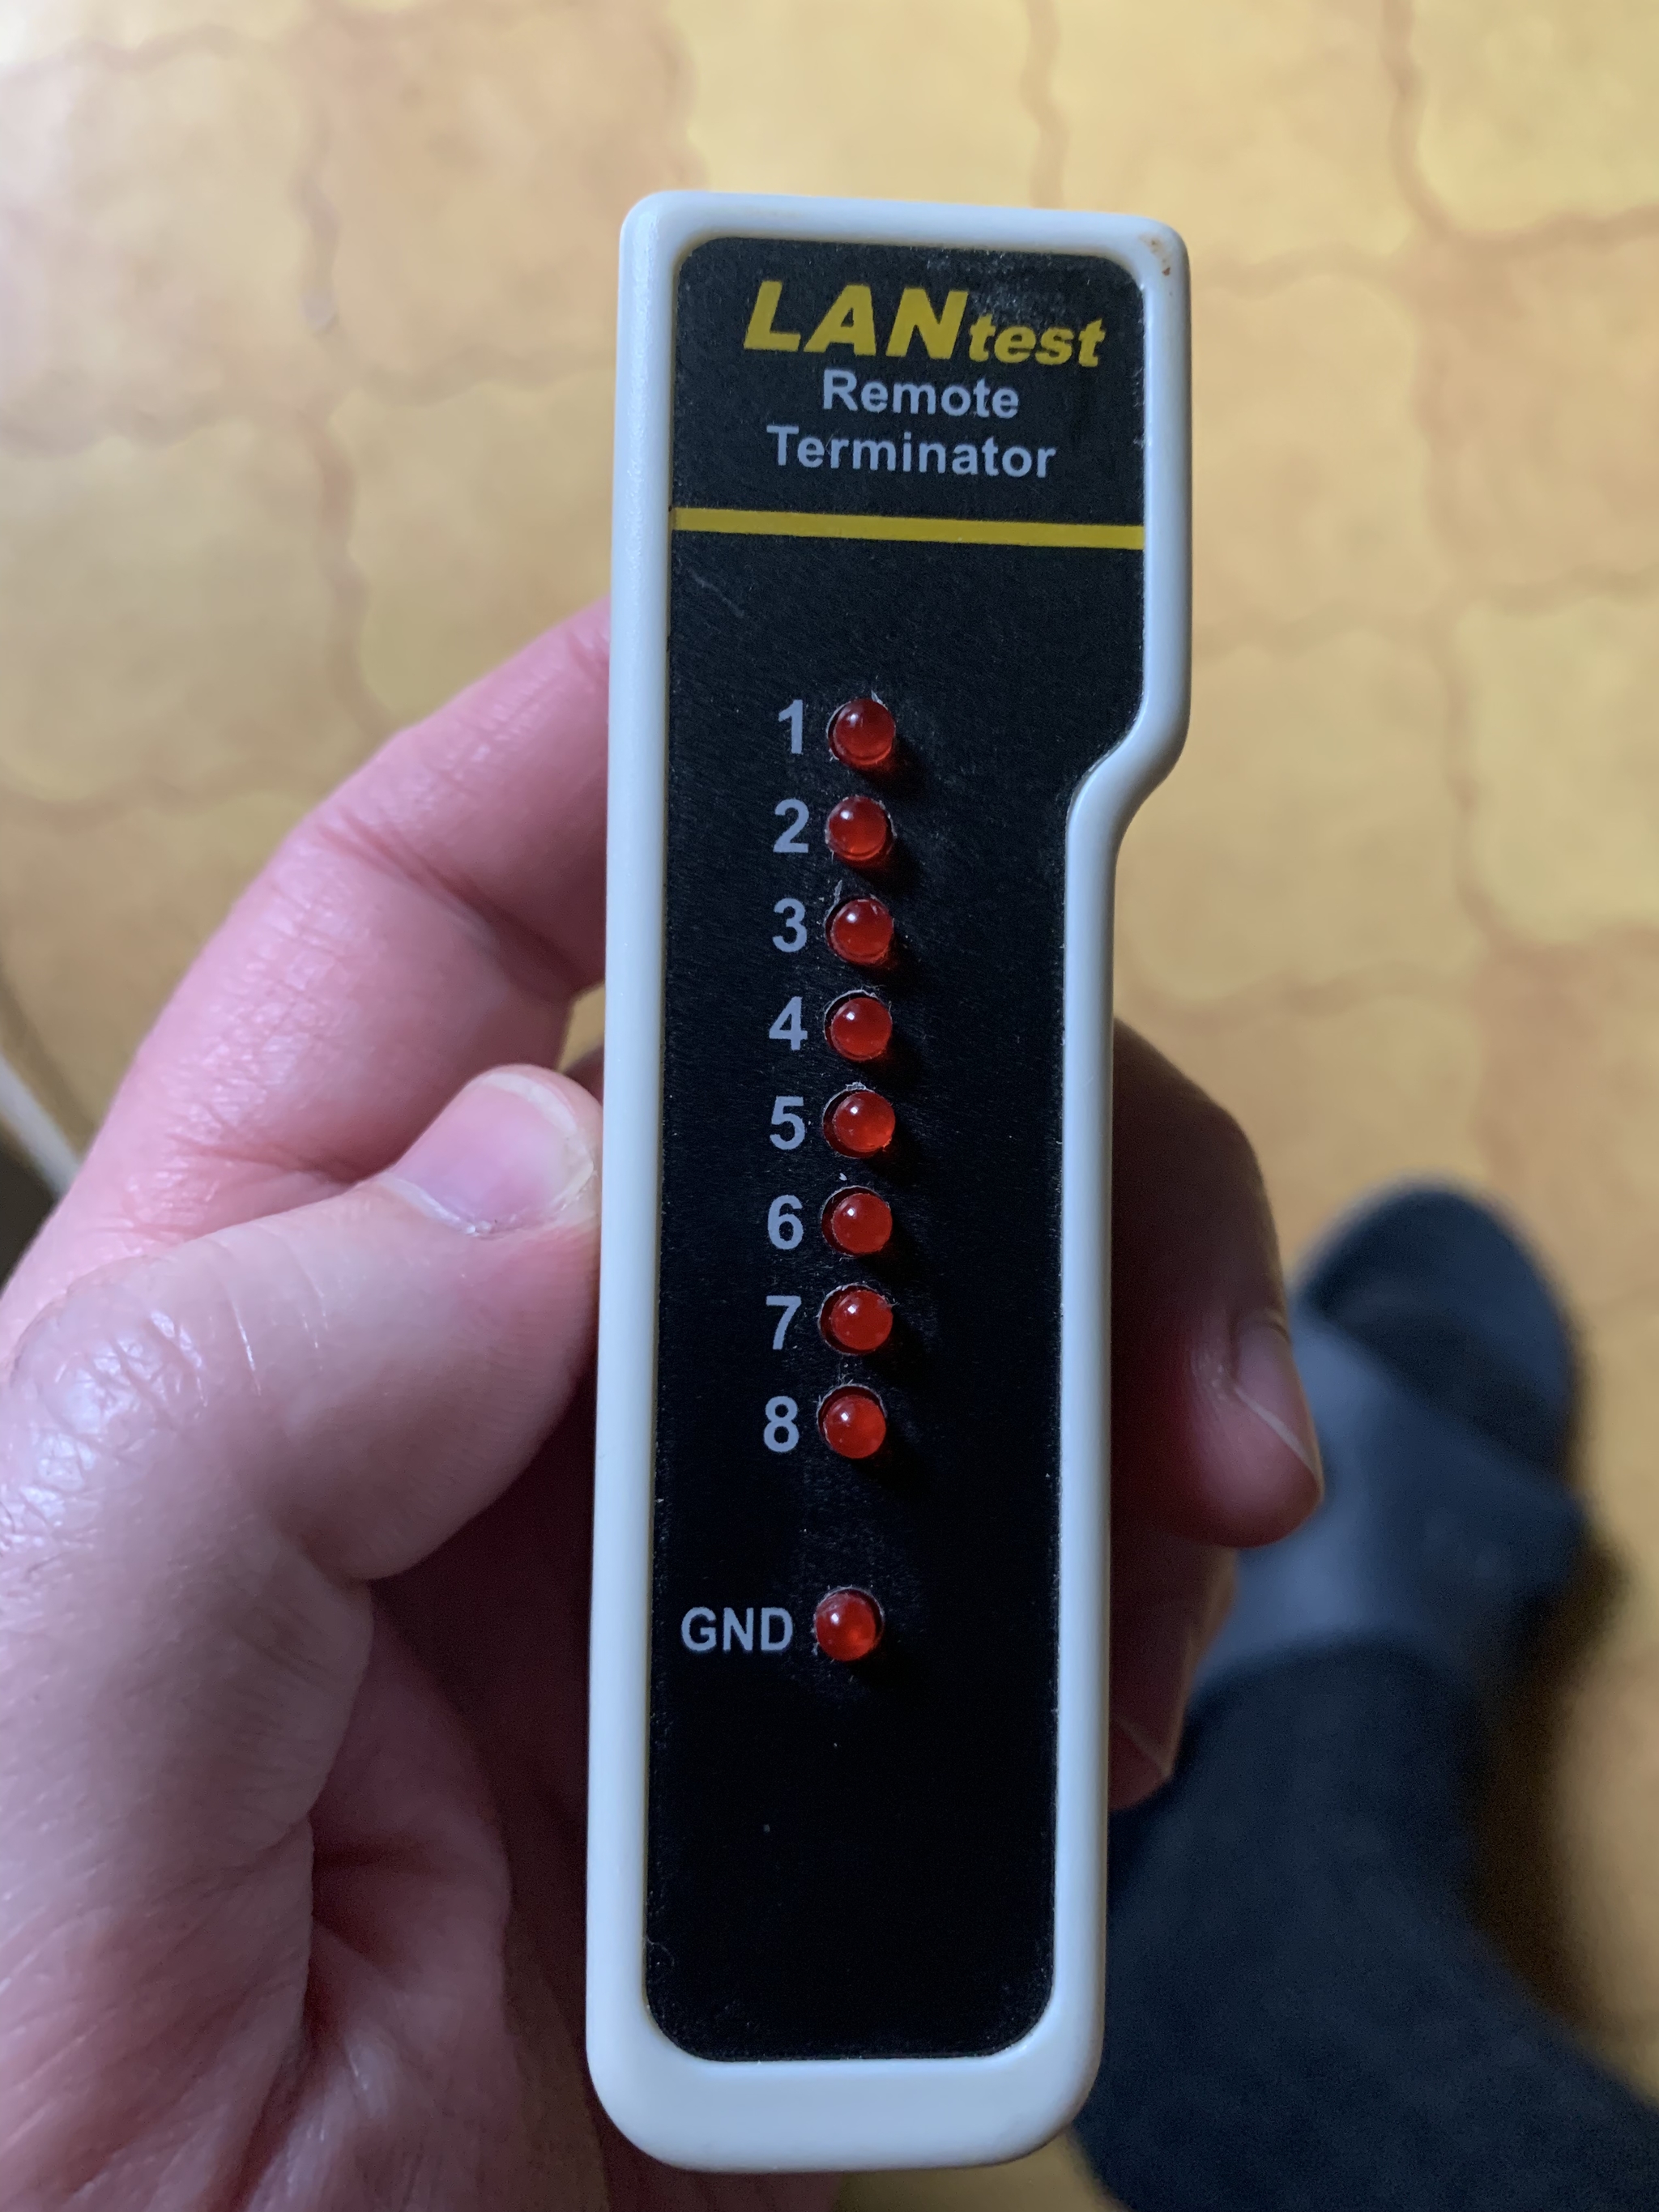 LANtest
Remote
Terminator
1
2
3
4
5
6
7
8
GND